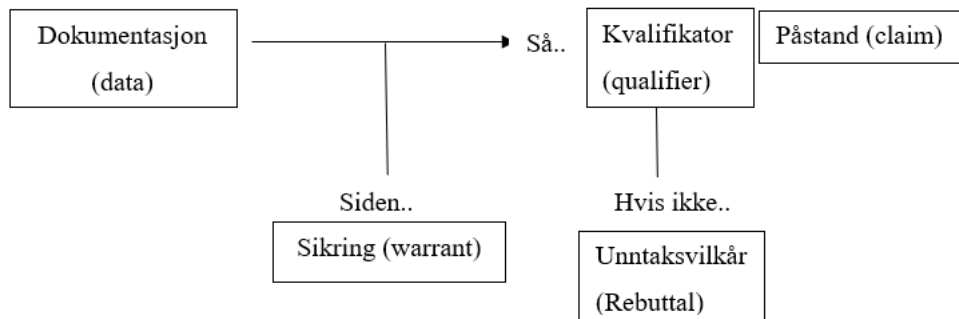 Dokumentasjon
(data)
Så..
Kvalifikator
(qualifier)
Påstand (claim)
Siden..
Sikring (warrant)
Hvis ikke..
Unntaksvilkår
(Rebuttal)